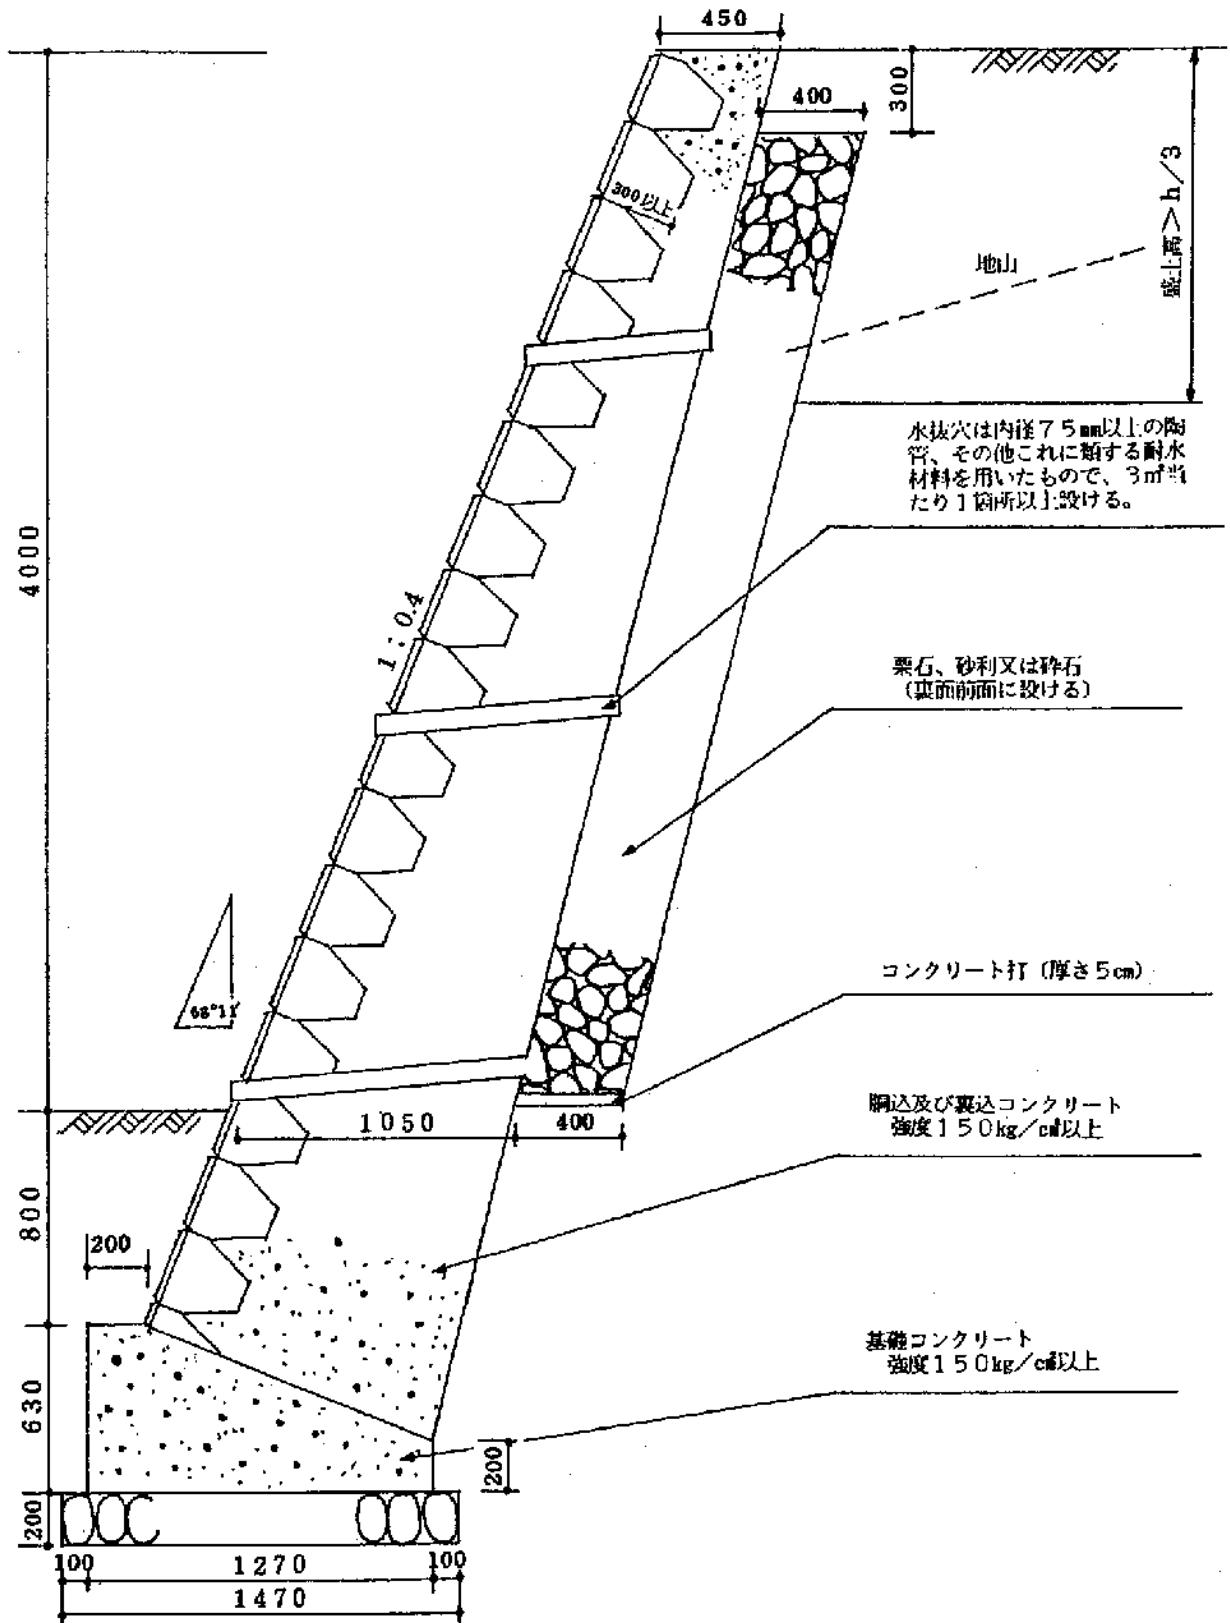 450
400
300
300以上
盛土高>h/3
地山
水抜穴は内径75mm以上の陶
管、その他これに類する耐水
材料を用いたもので、3㎡当
たり1箇所以上設ける。
4000
1:0.4
栗石、砂利又は砕石
(裏面前面に設ける)
68°11′
コンクリート打(厚さ5cm)
1050
400
胴込及び裏込コンクリート
強度150kg/c㎡以上
800
200
基礎コンクリート
強度150kg/c㎡以上
630
200
200
100
1270
100
1470